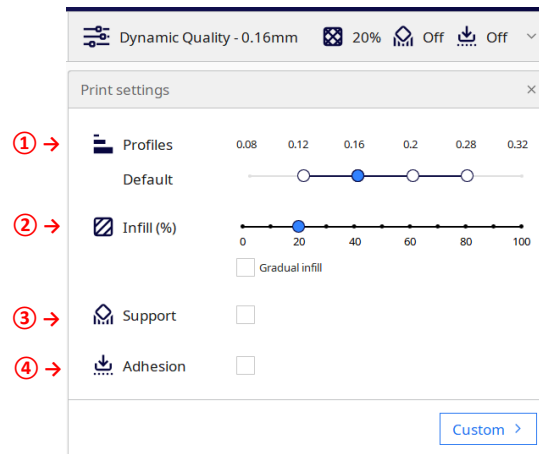 Dynamic Quality - 0.16mm 20% Off Off
Print settings
① → Profiles 0.08 0.12 0.16 0.2 0.28 0.32
Default
② → Infill (%)
0 20 40 60 80 100
Gradual infill
③ → Support
④ → Adhesion
Custom >